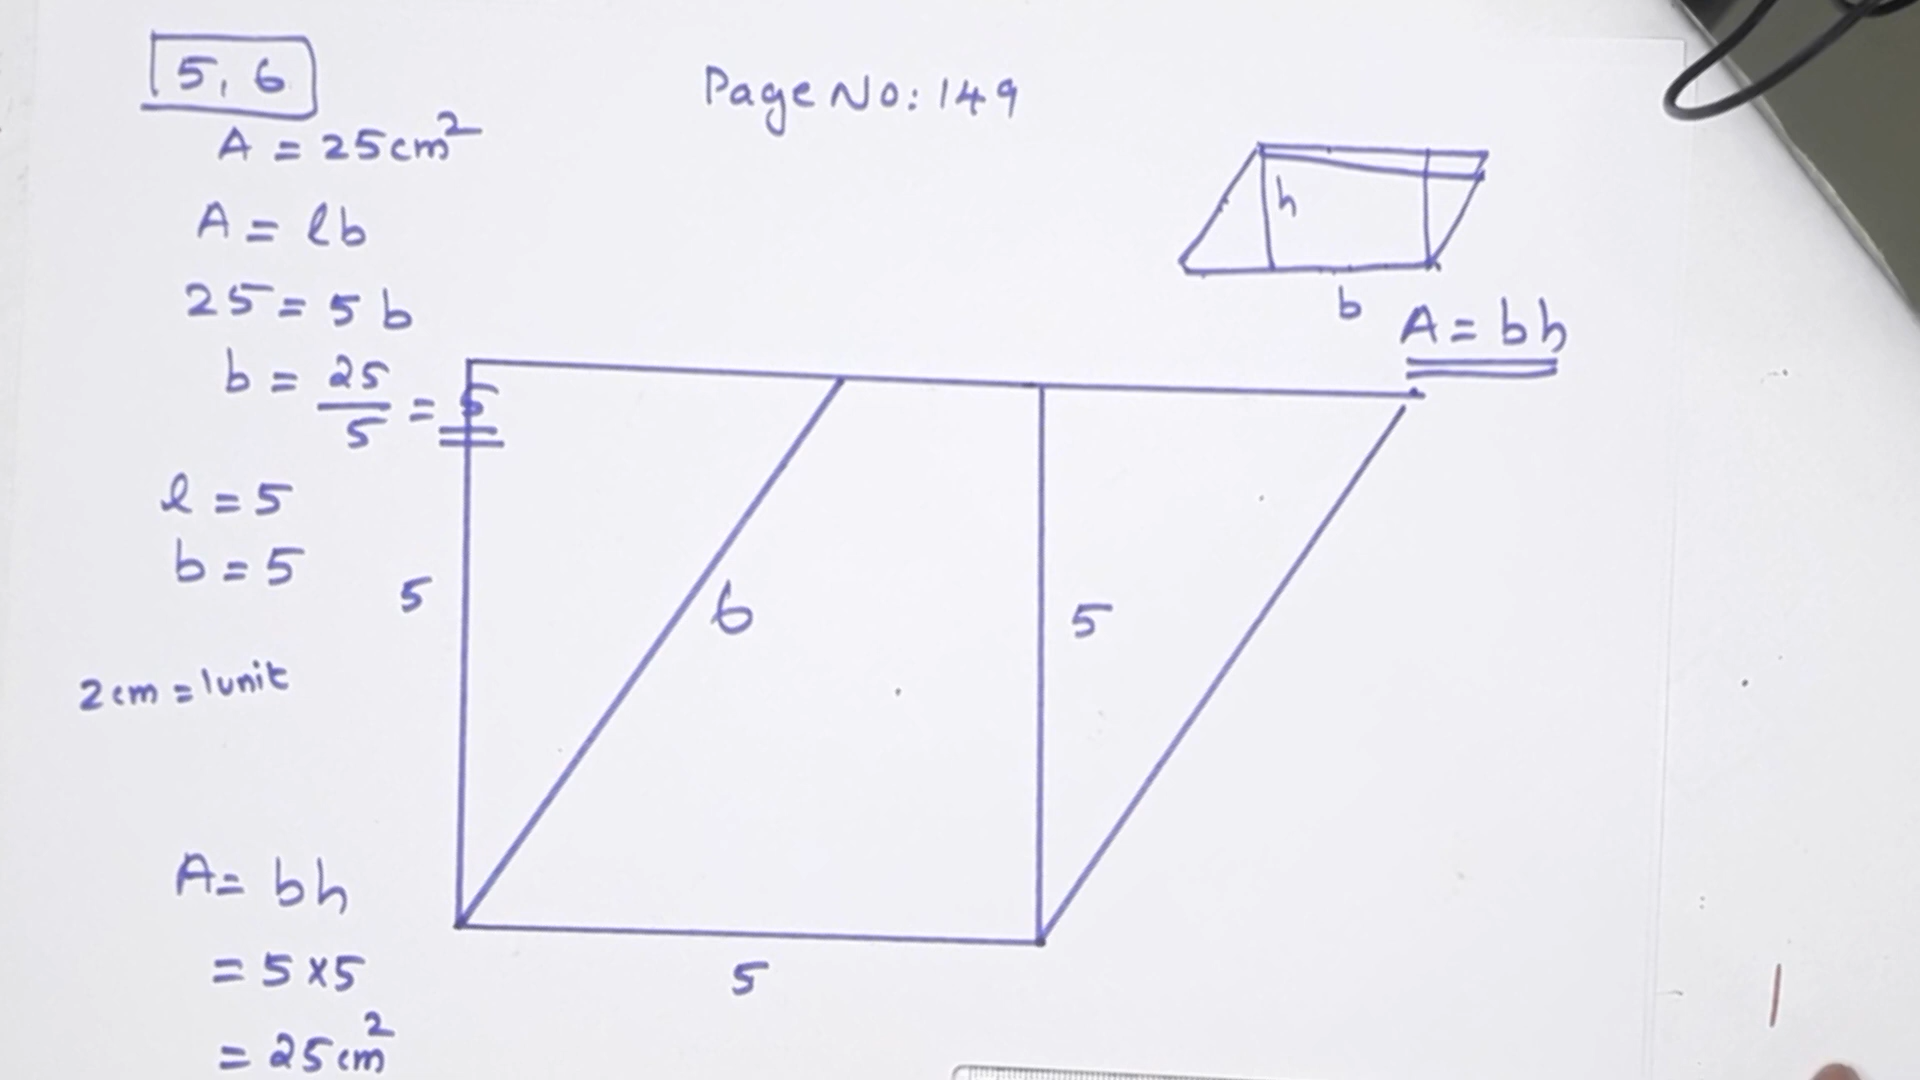 5, 6
Page No: 149
A = 25cm²
A = lb
25 = 5 b
b = 25/5 = 5
l = 5
b = 5
2cm = 1unit
A = bh
= 5 x 5
= 25cm²
h
b
A = bh
5
6
5
5